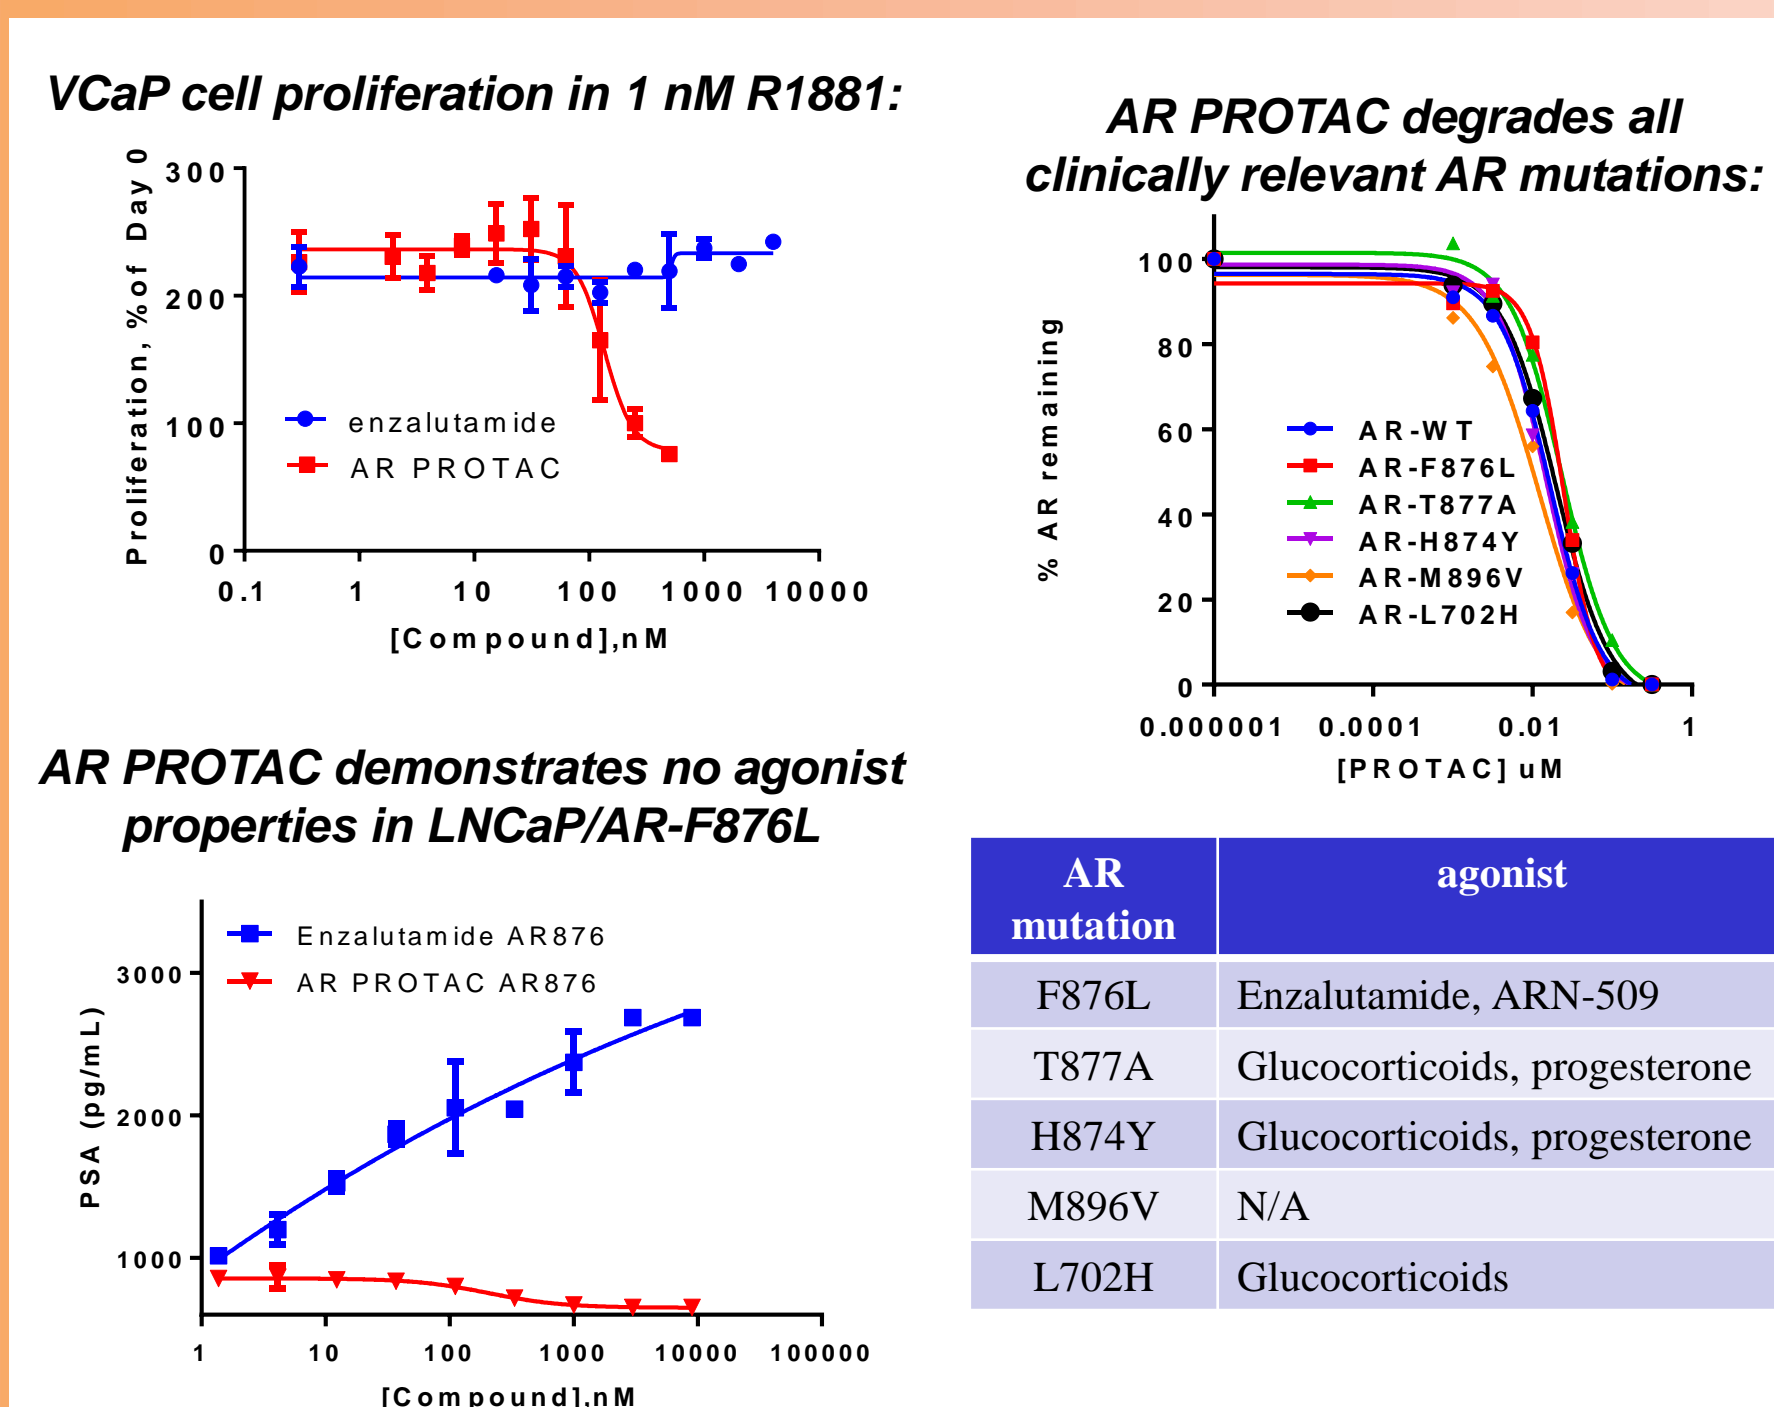 VCaP cell proliferation in 1 nM R1881:
Proliferation, % of Day 0
300
200
100
0
enzalutamide
AR PROTAC
0.1 1 10 100 1000 10000
[Compound],nM
AR PROTAC degrades all
clinically relevant AR mutations:
% AR remaining
100
80
60
40
20
0
AR-WT
AR-F876L
AR-T877A
AR-H874Y
AR-M896V
AR-L702H
0.000001 0.0001 0.01 1
[PROTAC] uM
AR PROTAC demonstrates no agonist
properties in LNCaP/AR-F876L
PSA (pg/mL)
3000
2000
1000
Enzalutamide AR876
AR PROTAC AR876
1 10 100 1000 10000 100000
[Compound],nM
AR mutation agonist
F876L Enzalutamide, ARN-509
T877A Glucocorticoids, progesterone
H874Y Glucocorticoids, progesterone
M896V N/A
L702H Glucocorticoids